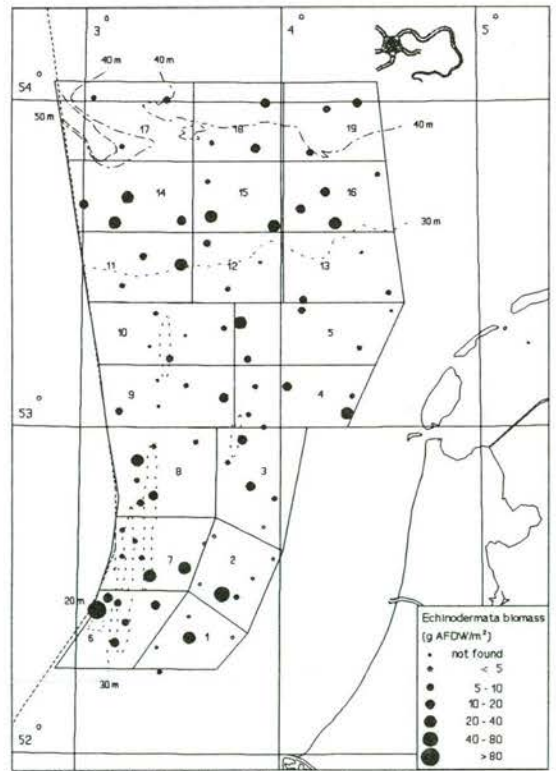 3° 4° 5°
54°
40 m 40 m
50m
17 18 19 40 m
14 15 16
30 m
11 12 13
10 5
9 4
53°
8 3
7 2
20 m
6 1
30 m
52°
Echinodermata biomass
(g AFDW/m²)
not found
< 5
5 - 10
10 - 20
20 - 40
40 - 80
> 80